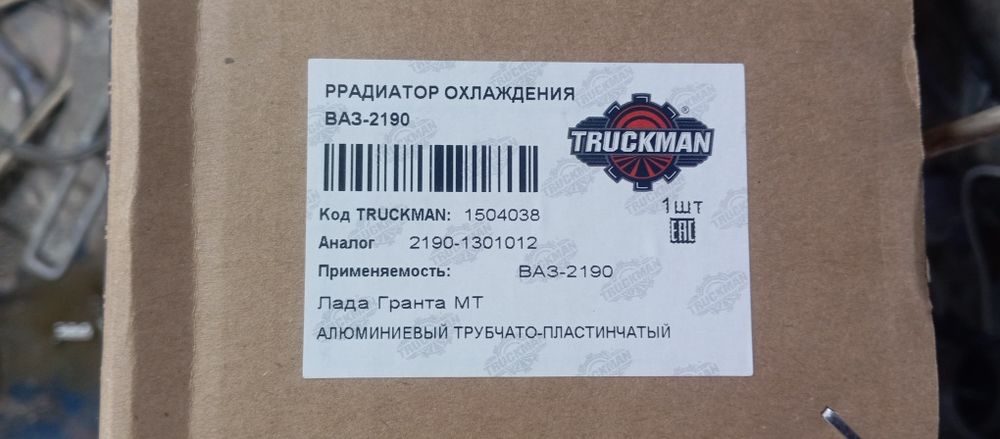 РРАДИАТОР ОХЛАЖДЕНИЯ
ВАЗ-2190
TRUCKMAN®
1шт
EAC
Код TRUCKMAN: 1504038
Аналог 2190-1301012
Применяемость: ВАЗ-2190
Лада Гранта МТ
АЛЮМИНИЕВЫЙ ТРУБЧАТО-ПЛАСТИНЧАТЫЙ